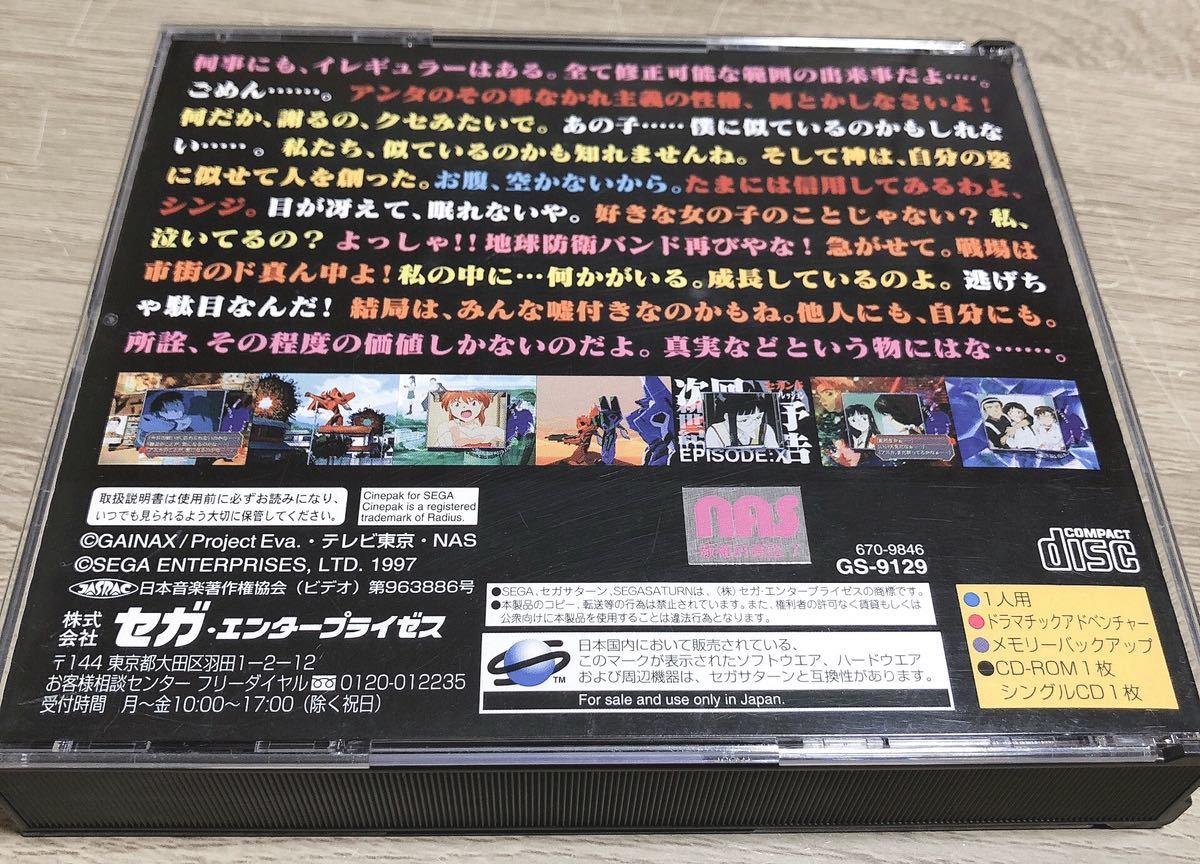 何事にも、イレギュラーはある。全て修正可能な範囲の出来事だよ‥‥。
ごめん……。アンタのその事なかれ主義の性格、何とかしなさいよ!
何だか、謝るの、クセみたいで。あの子……僕に似ているのかもしれな
い……。私たち、似ているのかも知れませんね。そして神は、自分の姿
に似せて人を創った。お腹、空かないから。たまには信用してみるわよ、
シンジ。目が冴えて、眠れないや。好きな女の子のことじゃない?私、
泣いてるの?よっしゃ!!地球防衛バンド再びやな!急がせて。戦場は
市街のド真ん中よ!私の中に…何かがいる。成長しているのよ。逃げち
ゃ駄目なんだ!結局は、みんな嘘付きなのかもね。他人にも、自分にも。
所詮、その程度の価値しかないのだよ。真実などという物にはな……。
次回
予告
EPISODE:X
取扱説明書は使用前に必ずお読みになり、
いつでも見られるよう大切に保管してください。
Cinepak for SEGA
Cinepak is a registered
trademark of Radius.
nas
©GAINAX/Project Eva.・テレビ東京・NAS
©SEGA ENTERPRISES, LTD. 1997
JASRAC 日本音楽著作権協会(ビデオ)第963886号
株式会社 セガ・エンタープライゼス
〒144 東京都大田区羽田1-2-12
お客様相談センター フリーダイヤル 0120-012235
受付時間 月~金10:00~17:00(除く祝日)
670-9846
GS-9129
COMPACT
disc
●SEGA、セガサターン、SEGASATURNは、(株)セガ・エンタープライゼスの商標です。
●本製品のコピー、転送等の行為は禁止されています。また、権利者の許可なく賃貸もしくは
公衆向けに本製品を使用することは違法行為となります。
TM
日本国内において販売されている、
このマークが表示されたソフトウエア、ハードウエア
および周辺機器は、セガサターンと互換性があります。
For sale and use only in Japan.
●1人用
●ドラマチックアドベンチャー
●メモリーバックアップ
●CD-ROM1枚
シングルCD1枚